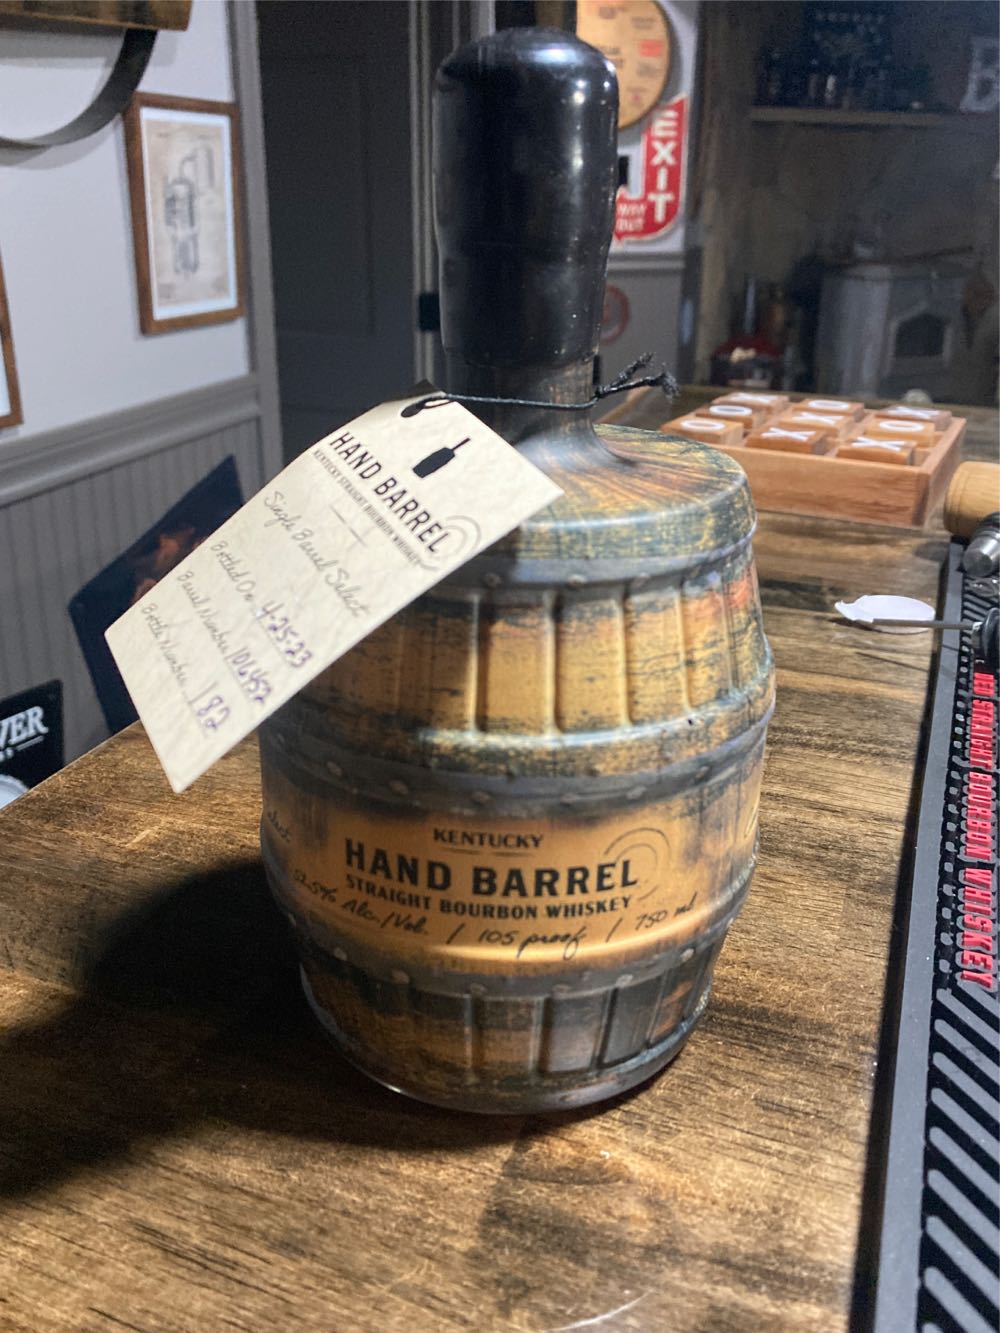 HAND BARREL
KENTUCKY STRAIGHT BOURBON WHISKEY
Single Barrel Select
Bottled On 4-25-23
Barrel Number 106452
Bottle Number 182
KENTUCKY
HAND BARREL
STRAIGHT BOURBON WHISKEY
52.5% Alc./Vol. / 105 proof / 750 ml
EXIT
O O X
X O
O X
O
X X
X O
VER
STRAIGHT BOURBON WHISKEY